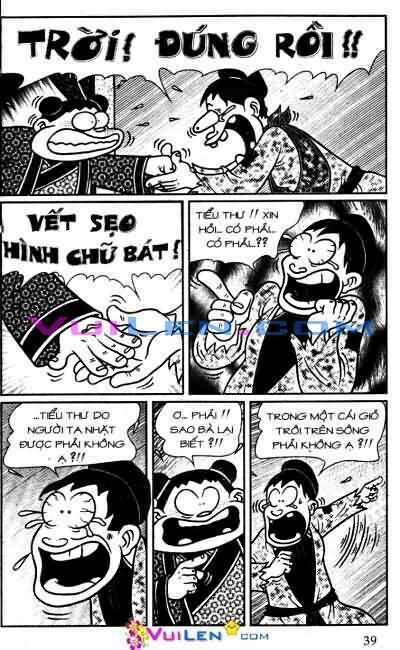 TRỜI! ĐÚNG RỒI!!
VẾT SẸO
HÌNH CHỮ BÁT!
TIỂU THƯ!! XIN
HỎI.. CÓ PHẢI..
CÓ PHẢI..??
VUILEN.COM
...TIỂU THƯ DO
NGƯỜI TA NHẶT
ĐƯỢC PHẢI KHÔNG
Ạ?!!
Ơ.. PHẢI!!
SAO BÀ LẠI
BIẾT?!!
TRONG MỘT CÁI GIỎ
TRÔI TRÊN SÔNG
PHẢI KHÔNG Ạ?!!
39
VUILEN.COM